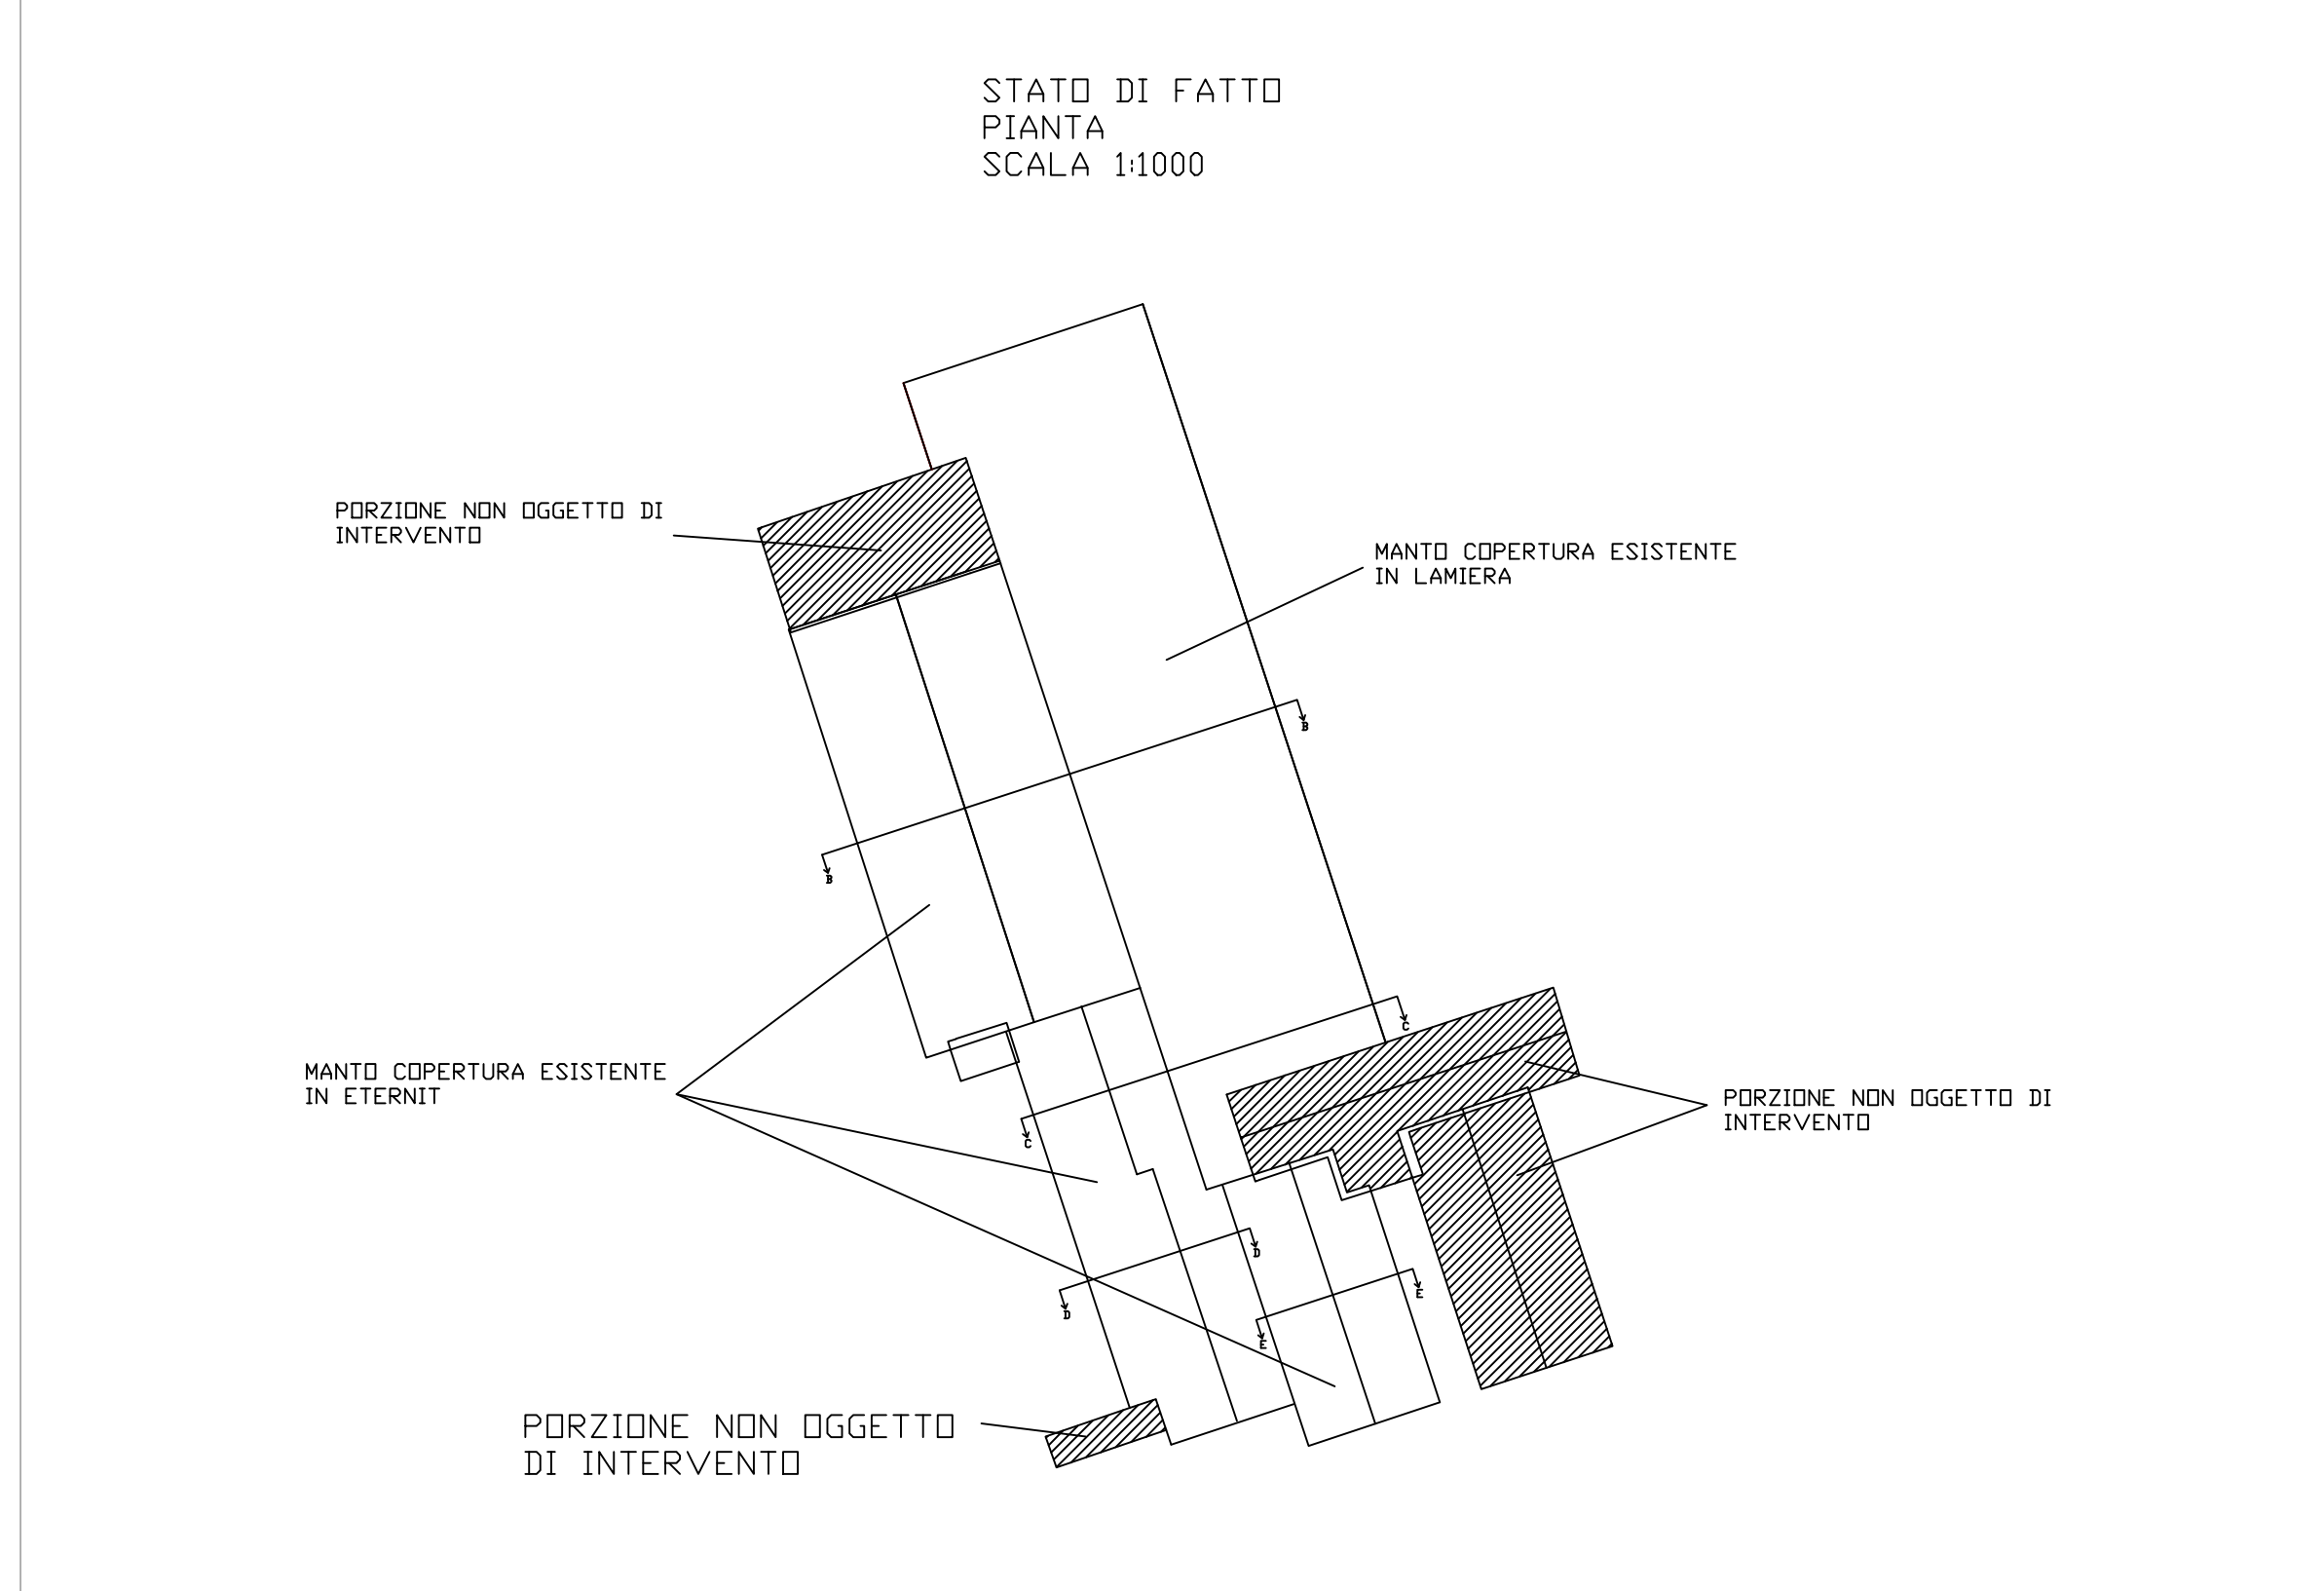 STATO DI FATTO
PIANTA
SCALA 1:1000
PORZIONE NON OGGETTO DI
INTERVENTO
MANTO COPERTURA ESISTENTE
IN LAMIERA
B
B
C
C
MANTO COPERTURA ESISTENTE
IN ETERNIT
PORZIONE NON OGGETTO DI
INTERVENTO
D
D
E
E
PORZIONE NON OGGETTO
DI INTERVENTO